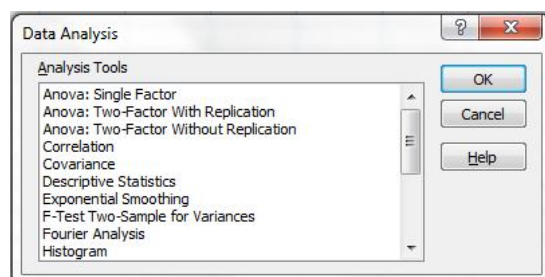 Data Analysis
Analysis Tools
Anova: Single Factor
Anova: Two-Factor With Replication
Anova: Two-Factor Without Replication
Correlation
Covariance
Descriptive Statistics
Exponential Smoothing
F-Test Two-Sample for Variances
Fourier Analysis
Histogram
OK
Cancel
Help